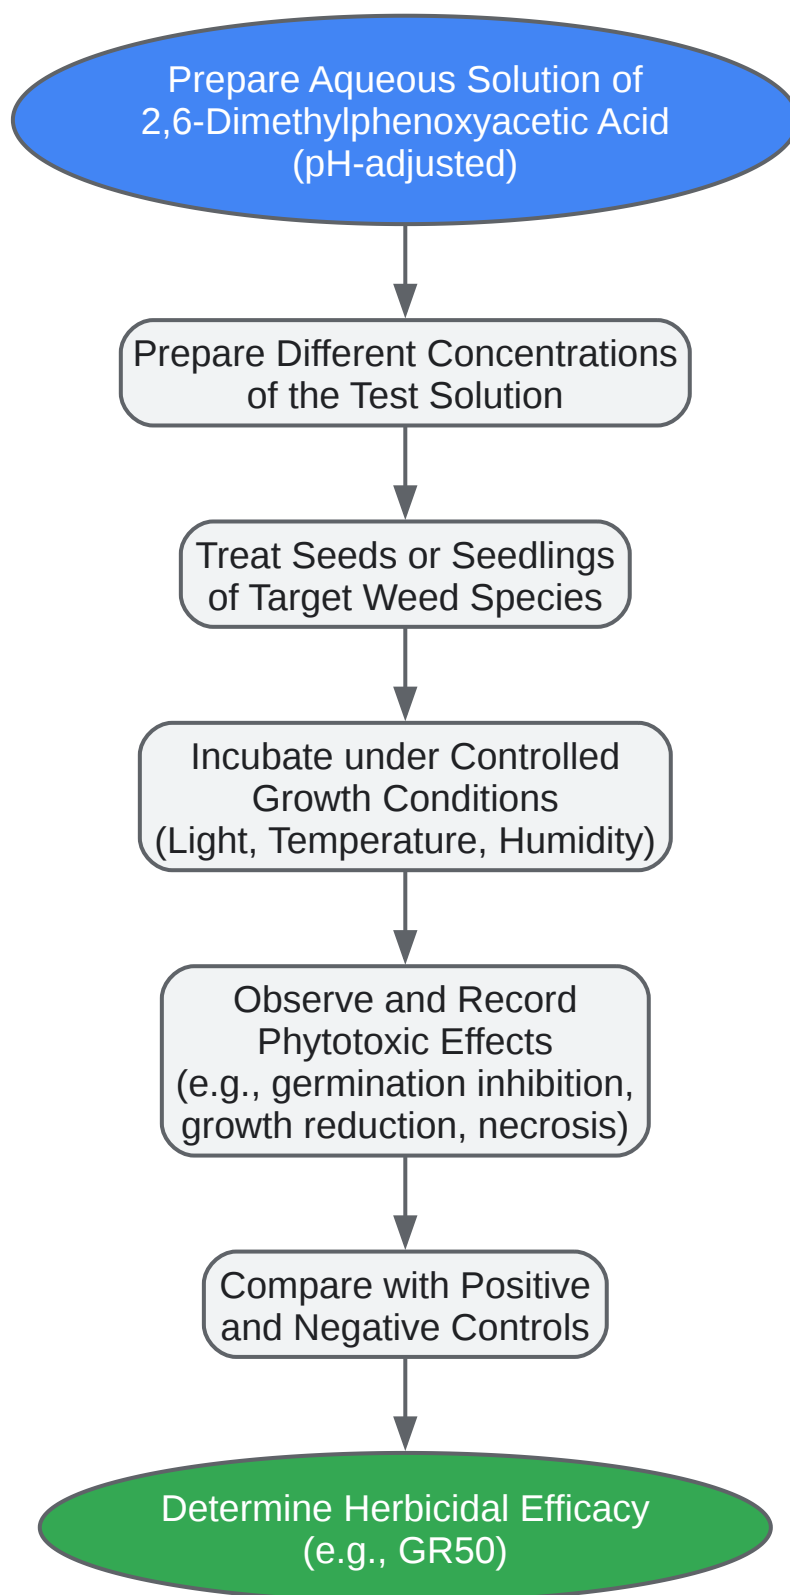 Prepare Aqueous Solution of
2,6-Dimethylphenoxyacetic Acid
(pH-adjusted)
Prepare Different Concentrations
of the Test Solution
Treat Seeds or Seedlings
of Target Weed Species
Incubate under Controlled
Growth Conditions
(Light, Temperature, Humidity)
Observe and Record
Phytotoxic Effects
(e.g., germination inhibition,
growth reduction, necrosis)
Compare with Positive
and Negative Controls
Determine Herbicidal Efficacy
(e.g., GR50)